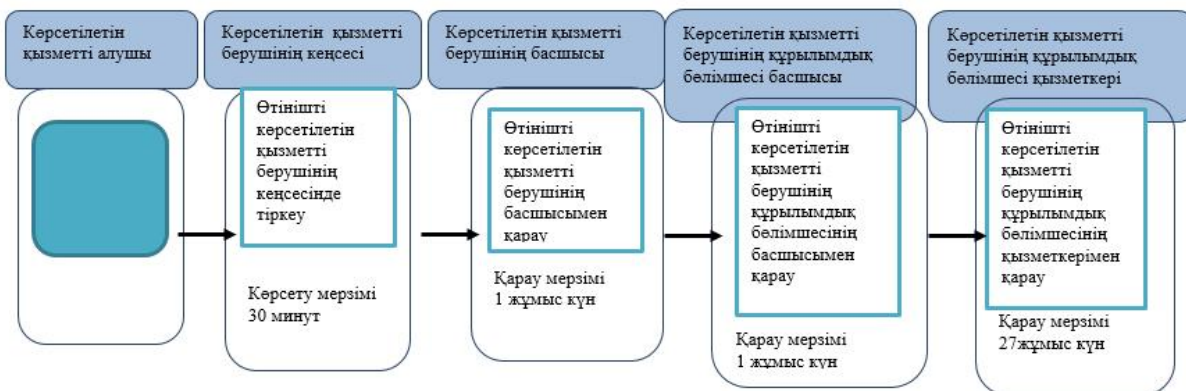 Көрсетілетін
қызметті алушы
Көрсетілетін қызметті
берушінің кеңсесі
Көрсетілетін қызметті
берушінің басшысы
Көрсетілетін қызметті
берушінің құрылымдық
бөлімшесі басшысы
Көрсетілетін қызметті
берушінің құрылымдық
бөлімшесі қызметкері
Өтінішті
көрсетілетін
қызметті
берушінің
кеңсесінде
тіркеу
Көрсету мерзімі
30 минут
Өтінішті
көрсетілетін
қызметті
берушінің
басшысымен
қарау
Қарау мерзімі
1 жұмыс күн
Өтінішті
көрсетілетін
қызметті
берушінің
құрылымдық
бөлімшесінің
басшысымен
қарау
Қарау мерзімі
1 жұмыс күн
Өтінішті
көрсетілетін
қызметті
берушінің
құрылымдық
бөлімшесінің
қызметкерімен
қарау
Қарау мерзімі
27жұмыс күн